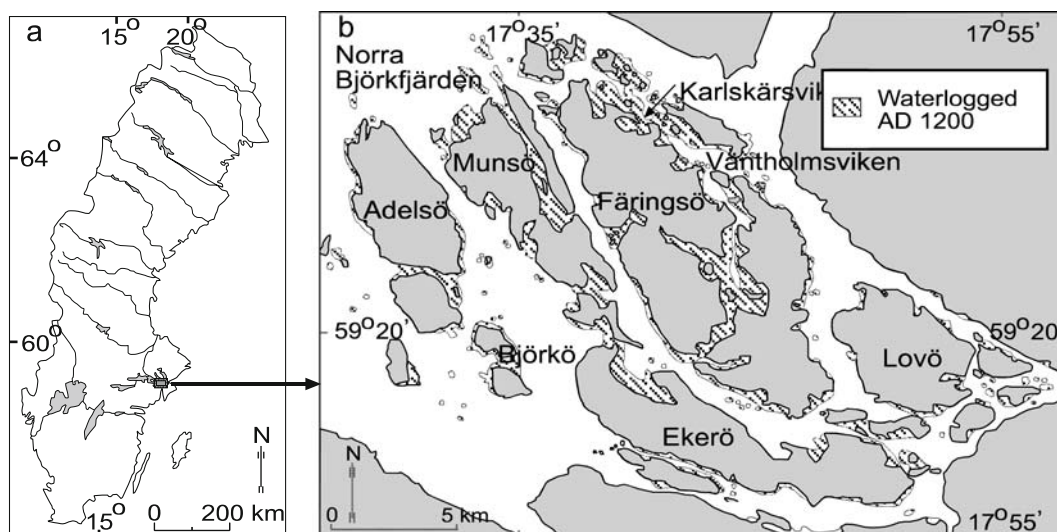 a
15° 20°
64°
60°
N
15° 0 200 km
b
17°35'
17°55'
Norra
Björkfjärden
Karlskärsvik
Waterlogged
AD 1200
Munsö
Väntholmsviken
Adelsö
Färingsö
59°20'
59°20
Björkö
Lovö
Ekerö
N
0 5 km
17°55'